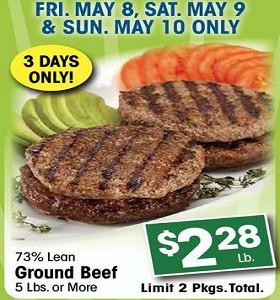 FRI. MAY 8, SAT. MAY 9
& SUN. MAY 10 ONLY
3 DAYS
ONLY!
73% Lean
Ground Beef
5 Lbs. or More
$2.28
Lb.
Limit 2 Pkgs. Total.